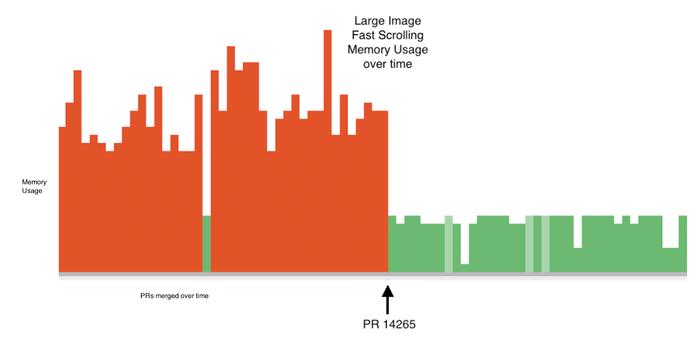 Large Image
Fast Scrolling
Memory Usage
over time
Memory
Usage
PRs merged over time
PR 14265